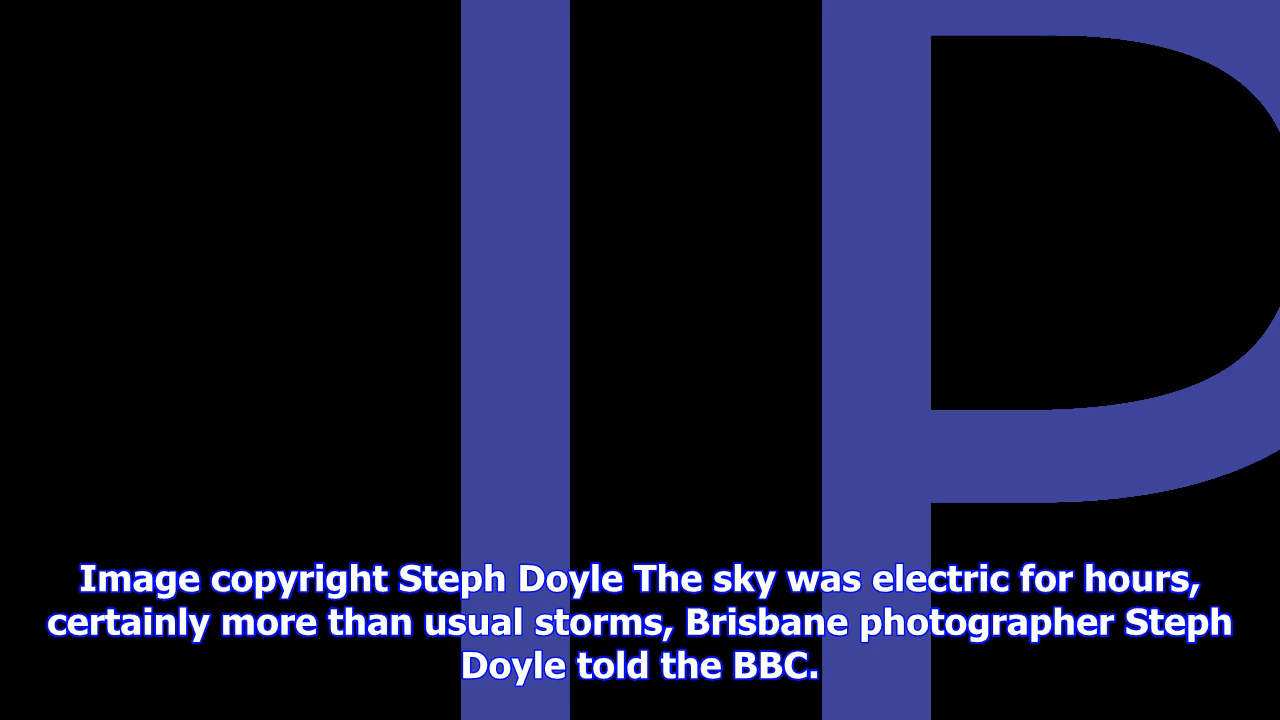 IP
Image copyright Steph Doyle The sky was electric for hours,
certainly more than usual storms, Brisbane photographer Steph
Doyle told the BBC.